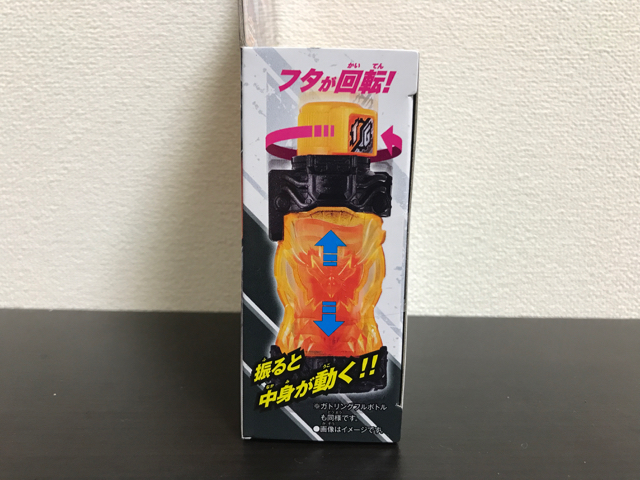 フタが回転!
振ると
中身が動く!!
※ガトリングフルボトル
も同様です。
●画像はイメージです。